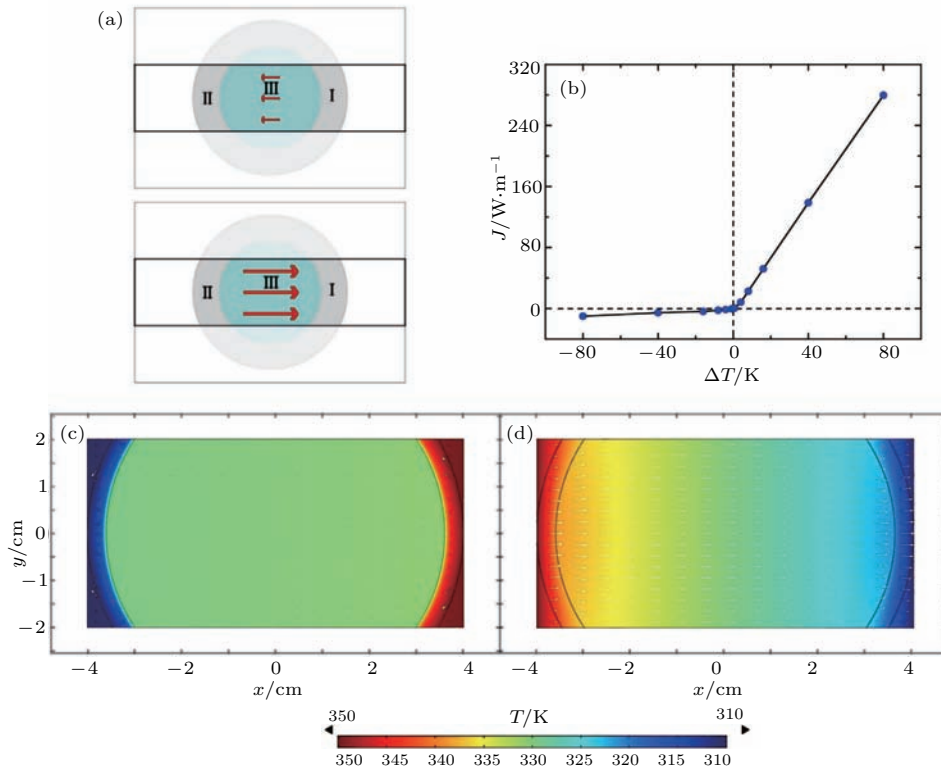 (a)
Ⅱ Ⅲ Ⅰ
Ⅱ Ⅲ Ⅰ
(b)
J/W·m⁻¹
320
280
160
80
0
−80 −40 0 40 80
ΔT/K
(c)
y/cm
2
1
0
−1
−2
−4 −2 0 2 4
x/cm
(d)
−4 −2 0 2 4
x/cm
350 T/K 310
350 345 340 335 330 325 320 315 310